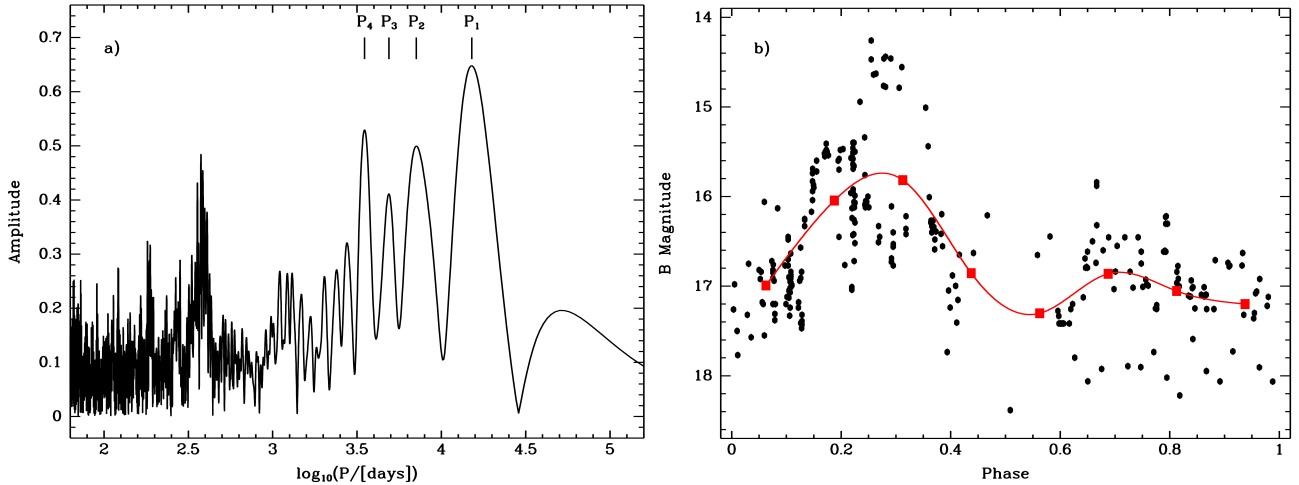 P₄ P₃ P₂ P₁
a)
0.7
0.6
0.5
0.4
0.3
0.2
0.1
0
Amplitude
2 2.5 3 3.5 4 4.5 5
log₁₀(P/[days])
b)
14
15
16
17
18
B Magnitude
0 0.2 0.4 0.6 0.8 1
Phase